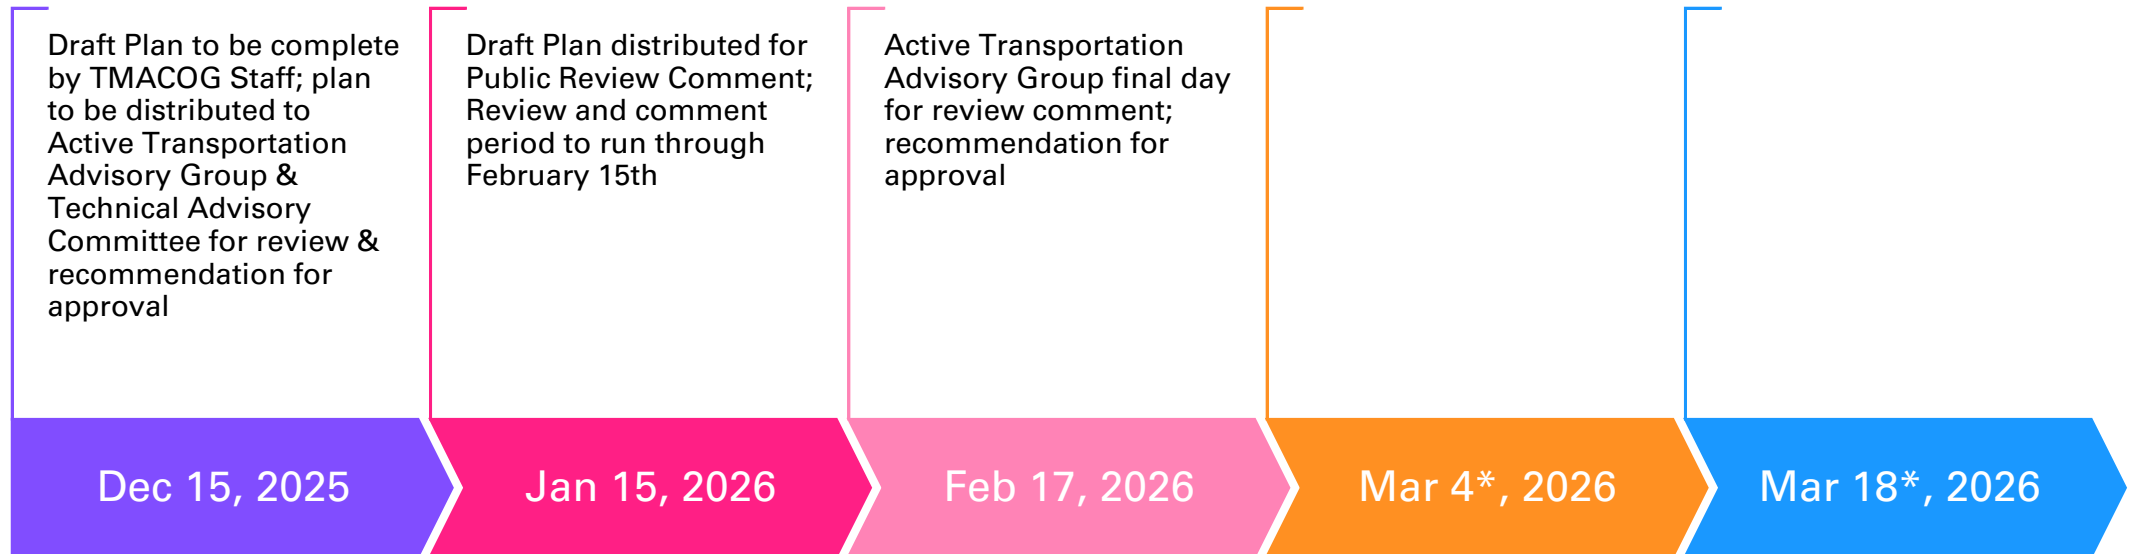 Draft Plan to be complete
by TMACOG Staff; plan
to be distributed to
Active Transportation
Advisory Group &
Technical Advisory
Committee for review &
recommendation for
approval
Draft Plan distributed for
Public Review Comment;
Review and comment
period to run through
February 15th
Active Transportation
Advisory Group final day
for review comment;
recommendation for
approval
Dec 15, 2025
Jan 15, 2026
Feb 17, 2026
Mar 4*, 2026
Mar 18*, 2026